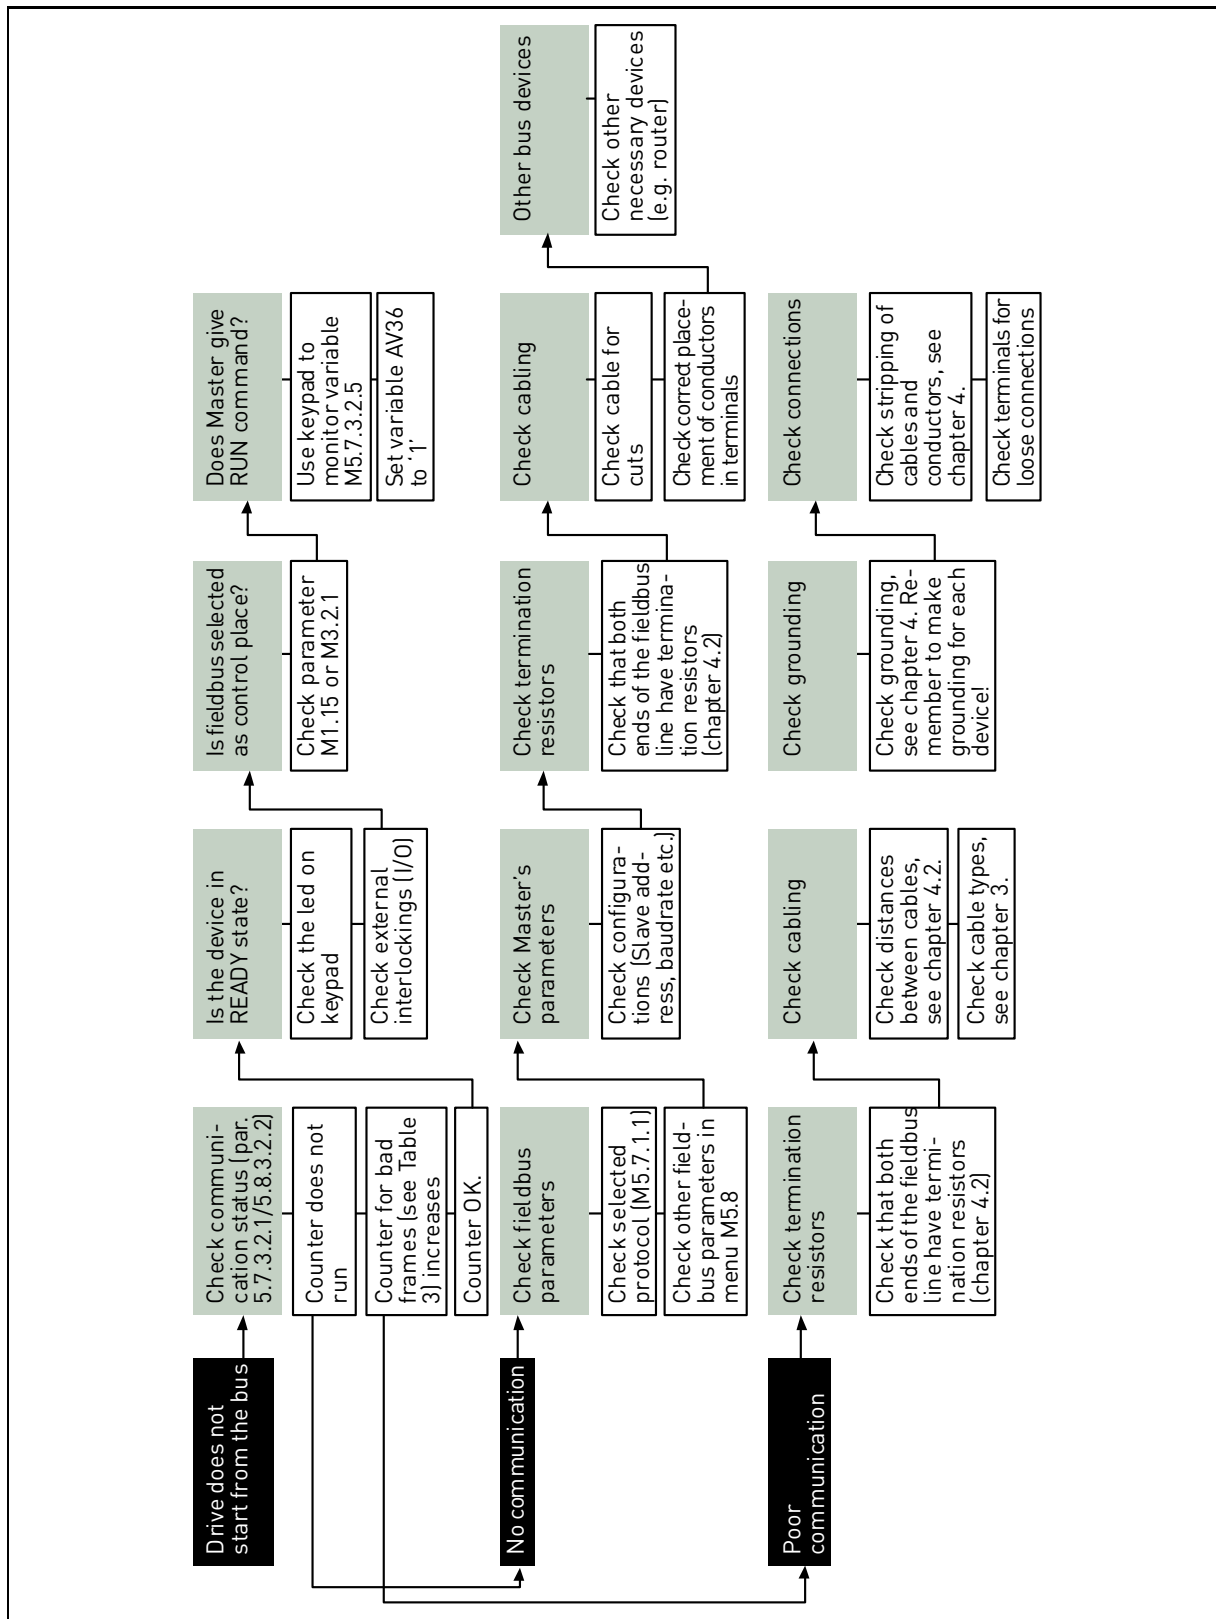 Drive does not
start from the bus
Check communi-
cation status (par.
5.7.3.2.1/5.8.3.2.2)
Counter does not
run
Counter for bad
frames (see Table
3) increases
Counter OK.
Is the device in
READY state?
Check the led on
keypad
Check external
interlockings (I/O)
Is fieldbus selected
as control place?
Check parameter
M1.15 or M3.2.1
Does Master give
RUN command?
Use keypad to
monitor variable
M5.7.3.2.5
Set variable AV36
to ‘1’
No communication
Check fieldbus
parameters
Check selected
protocol (M5.7.1.1)
Check other field-
bus parameters in
menu M5.8
Check Master’s
parameters
Check configura-
tions (Slave add-
ress, baudrate etc.)
Check termination
resistors
Check that both
ends of the fieldbus
line have termina-
tion resistors
(chapter 4.2)
Check cabling
Check cable for
cuts
Check correct place-
ment of conductors
in terminals
Other bus devices
Check other
necessary devices
(e.g. router)
Poor
communication
Check termination
resistors
Check that both
ends of the fieldbus
line have termi-
nation resistors
(chapter 4.2)
Check cabling
Check distances
between cables,
see chapter 4.2.
Check cable types,
see chapter 3.
Check grounding
Check grounding,
see chapter 4. Re-
member to make
grounding for each
device!
Check connections
Check stripping of
cables and
conductors, see
chapter 4.
Check terminals for
loose connections